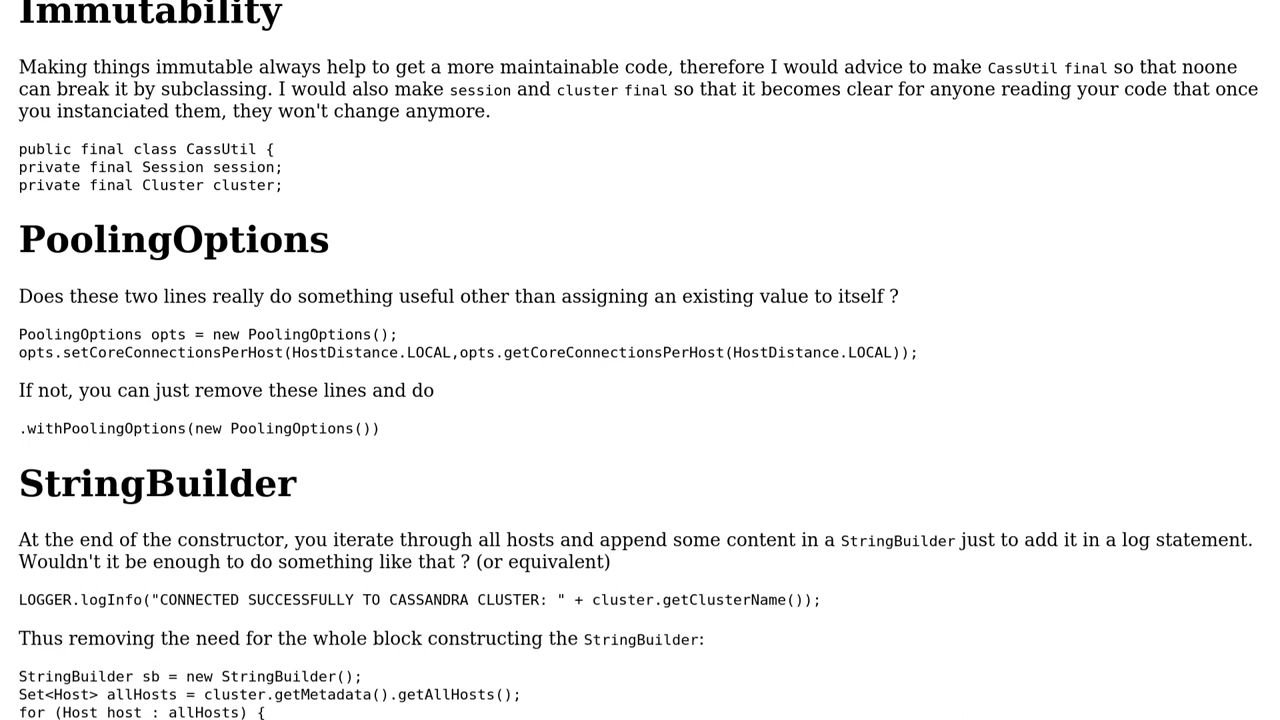 Immutability
Making things immutable always help to get a more maintainable code, therefore I would advice to make CassUtil final so that noone
can break it by subclassing. I would also make session and cluster final so that it becomes clear for anyone reading your code that once
you instanciated them, they won't change anymore.
public final class CassUtil {
private final Session session;
private final Cluster cluster;
PoolingOptions
Does these two lines really do something useful other than assigning an existing value to itself ?
PoolingOptions opts = new PoolingOptions();
opts.setCoreConnectionsPerHost(HostDistance.LOCAL,opts.getCoreConnectionsPerHost(HostDistance.LOCAL));
If not, you can just remove these lines and do
.withPoolingOptions(new PoolingOptions())
StringBuilder
At the end of the constructor, you iterate through all hosts and append some content in a StringBuilder just to add it in a log statement.
Wouldn't it be enough to do something like that ? (or equivalent)
LOGGER.logInfo("CONNECTED SUCCESSFULLY TO CASSANDRA CLUSTER: " + cluster.getClusterName());
Thus removing the need for the whole block constructing the StringBuilder:
StringBuilder sb = new StringBuilder();
Set<Host> allHosts = cluster.getMetadata().getAllHosts();
for (Host host : allHosts) {